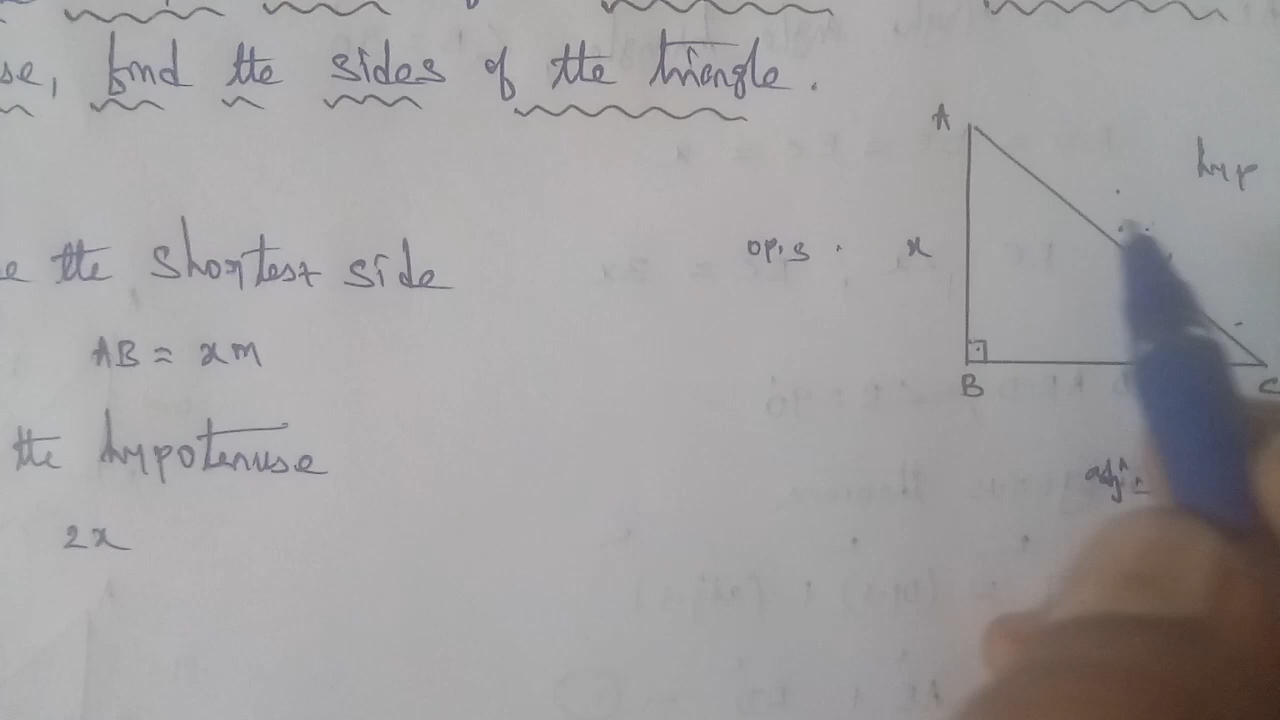 se, find the sides of the triangle.
A
hyp
op.s
x
e the shortest side
AB = xm
B
C
the hypotenuse
2x